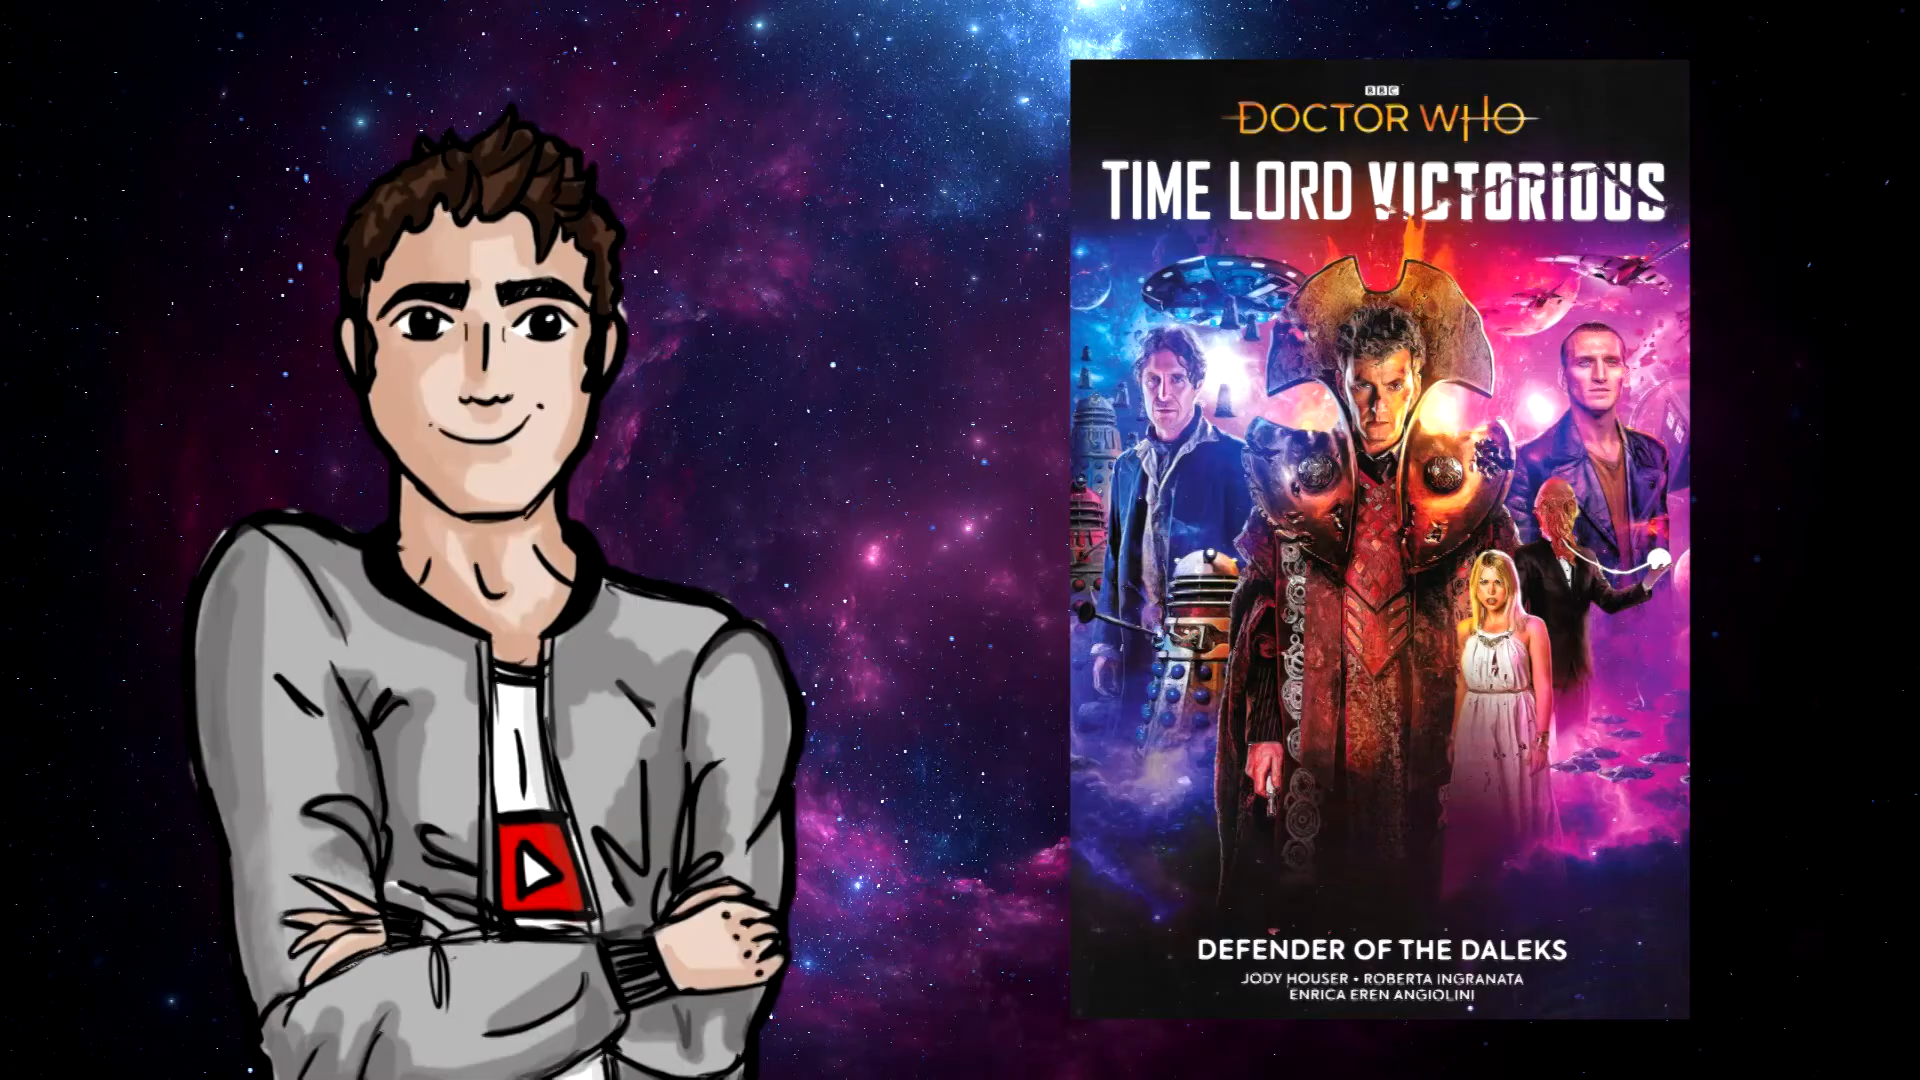 BBC
DOCTOR WHO
TIME LORD VICTORIOUS
DEFENDER OF THE DALEKS
JODY HOUSER • ROBERTA INGRANATA
ENRICA EREN ANGIOLINI